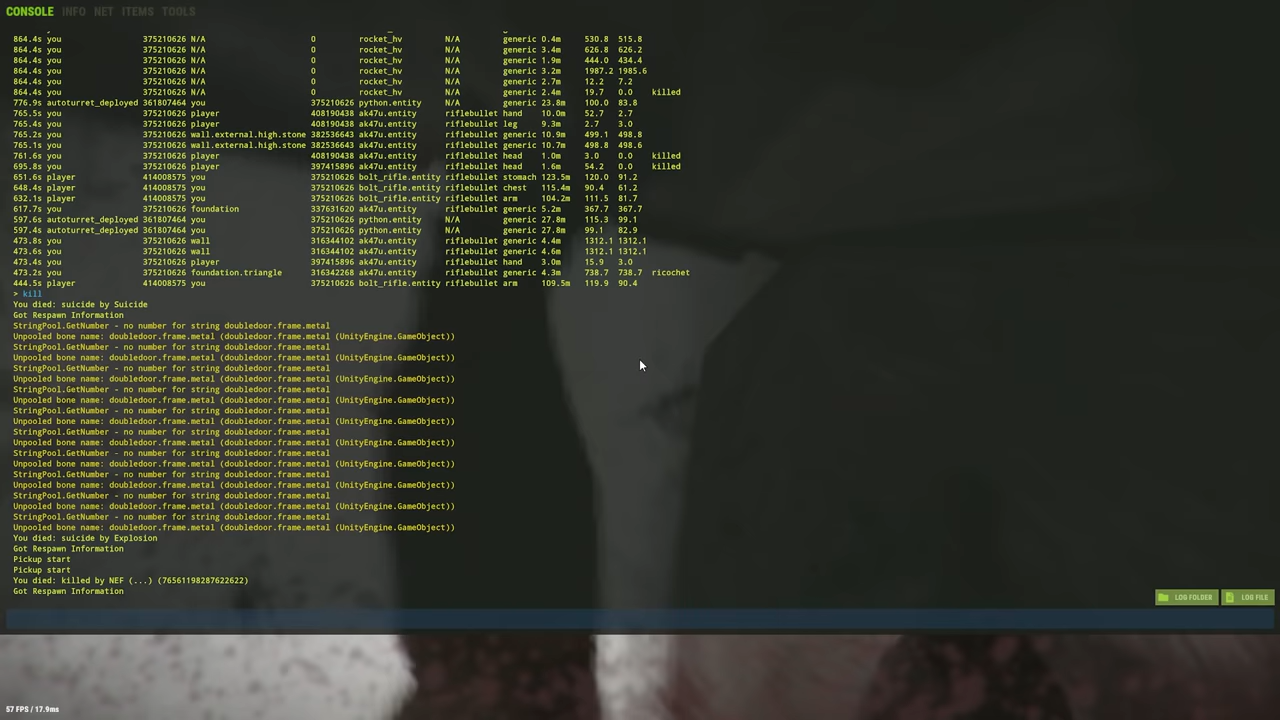 CONSOLE INFO NET ITEMS TOOLS
864.4s you 375210626 N/A 0 rocket_hv N/A generic 0.4m 530.8 515.8
864.4s you 375210626 N/A 0 rocket_hv N/A generic 3.4m 626.8 626.2
864.4s you 375210626 N/A 0 rocket_hv N/A generic 1.9m 444.0 434.4
864.4s you 375210626 N/A 0 rocket_hv N/A generic 3.2m 1987.2 1985.6
864.4s you 375210626 N/A 0 rocket_hv N/A generic 2.7m 12.2 7.2
864.4s you 375210626 N/A 0 rocket_hv N/A generic 2.4m 19.7 0.0 killed
776.9s autoturret_deployed 361807464 you 375210626 python.entity N/A generic 23.8m 100.0 83.8
765.5s you 375210626 player 408190438 ak47u.entity riflebullet hand 10.0m 52.7 2.7
765.4s you 375210626 player 408190438 ak47u.entity riflebullet leg 9.3m 2.7 3.0
765.2s you 375210626 wall.external.high.stone 382536643 ak47u.entity riflebullet generic 10.9m 499.1 498.8
765.1s you 375210626 wall.external.high.stone 382536643 ak47u.entity riflebullet generic 10.7m 498.8 498.6
761.6s you 375210626 player 408190438 ak47u.entity riflebullet head 1.0m 3.0 0.0 killed
695.8s you 375210626 player 397415896 ak47u.entity riflebullet head 1.6m 54.2 0.0 killed
651.6s player 414008575 you 375210626 bolt_rifle.entity riflebullet stomach 123.5m 120.0 91.2
648.4s player 414008575 you 375210626 bolt_rifle.entity riflebullet chest 115.4m 90.4 61.2
632.1s player 414008575 you 375210626 bolt_rifle.entity riflebullet arm 104.2m 111.5 81.7
617.7s you 375210626 foundation 337631620 ak47u.entity riflebullet generic 5.2m 367.7 367.7
597.6s autoturret_deployed 361807464 you 375210626 python.entity N/A generic 27.8m 115.3 99.1
597.4s autoturret_deployed 361807464 you 375210626 python.entity N/A generic 27.8m 99.1 82.9
473.8s you 375210626 wall 316344102 ak47u.entity riflebullet generic 4.4m 1312.1 1312.1
473.6s you 375210626 wall 316344102 ak47u.entity riflebullet generic 4.6m 1312.1 1312.1
473.4s you 375210626 player 397415896 ak47u.entity riflebullet hand 3.0m 15.9 3.0
473.2s you 375210626 foundation.triangle 316342268 ak47u.entity riflebullet generic 4.3m 738.7 738.7 ricochet
444.5s player 414008575 you 375210626 bolt_rifle.entity riflebullet arm 109.5m 119.9 90.4
> kill
You died: suicide by Suicide
Got Respawn Information
StringPool.GetNumber - no number for string doubledoor.frame.metal
Unpooled bone name: doubledoor.frame.metal (doubledoor.frame.metal (UnityEngine.GameObject))
StringPool.GetNumber - no number for string doubledoor.frame.metal
Unpooled bone name: doubledoor.frame.metal (doubledoor.frame.metal (UnityEngine.GameObject))
StringPool.GetNumber - no number for string doubledoor.frame.metal
Unpooled bone name: doubledoor.frame.metal (doubledoor.frame.metal (UnityEngine.GameObject))
StringPool.GetNumber - no number for string doubledoor.frame.metal
Unpooled bone name: doubledoor.frame.metal (doubledoor.frame.metal (UnityEngine.GameObject))
StringPool.GetNumber - no number for string doubledoor.frame.metal
Unpooled bone name: doubledoor.frame.metal (doubledoor.frame.metal (UnityEngine.GameObject))
StringPool.GetNumber - no number for string doubledoor.frame.metal
Unpooled bone name: doubledoor.frame.metal (doubledoor.frame.metal (UnityEngine.GameObject))
StringPool.GetNumber - no number for string doubledoor.frame.metal
Unpooled bone name: doubledoor.frame.metal (doubledoor.frame.metal (UnityEngine.GameObject))
StringPool.GetNumber - no number for string doubledoor.frame.metal
Unpooled bone name: doubledoor.frame.metal (doubledoor.frame.metal (UnityEngine.GameObject))
StringPool.GetNumber - no number for string doubledoor.frame.metal
Unpooled bone name: doubledoor.frame.metal (doubledoor.frame.metal (UnityEngine.GameObject))
StringPool.GetNumber - no number for string doubledoor.frame.metal
Unpooled bone name: doubledoor.frame.metal (doubledoor.frame.metal (UnityEngine.GameObject))
You died: suicide by Explosion
Got Respawn Information
Pickup start
Pickup start
You died: killed by NEF (...) (76561198287622622)
Got Respawn Information
LOG FOLDER LOG FILE
57 FPS / 17.9ms